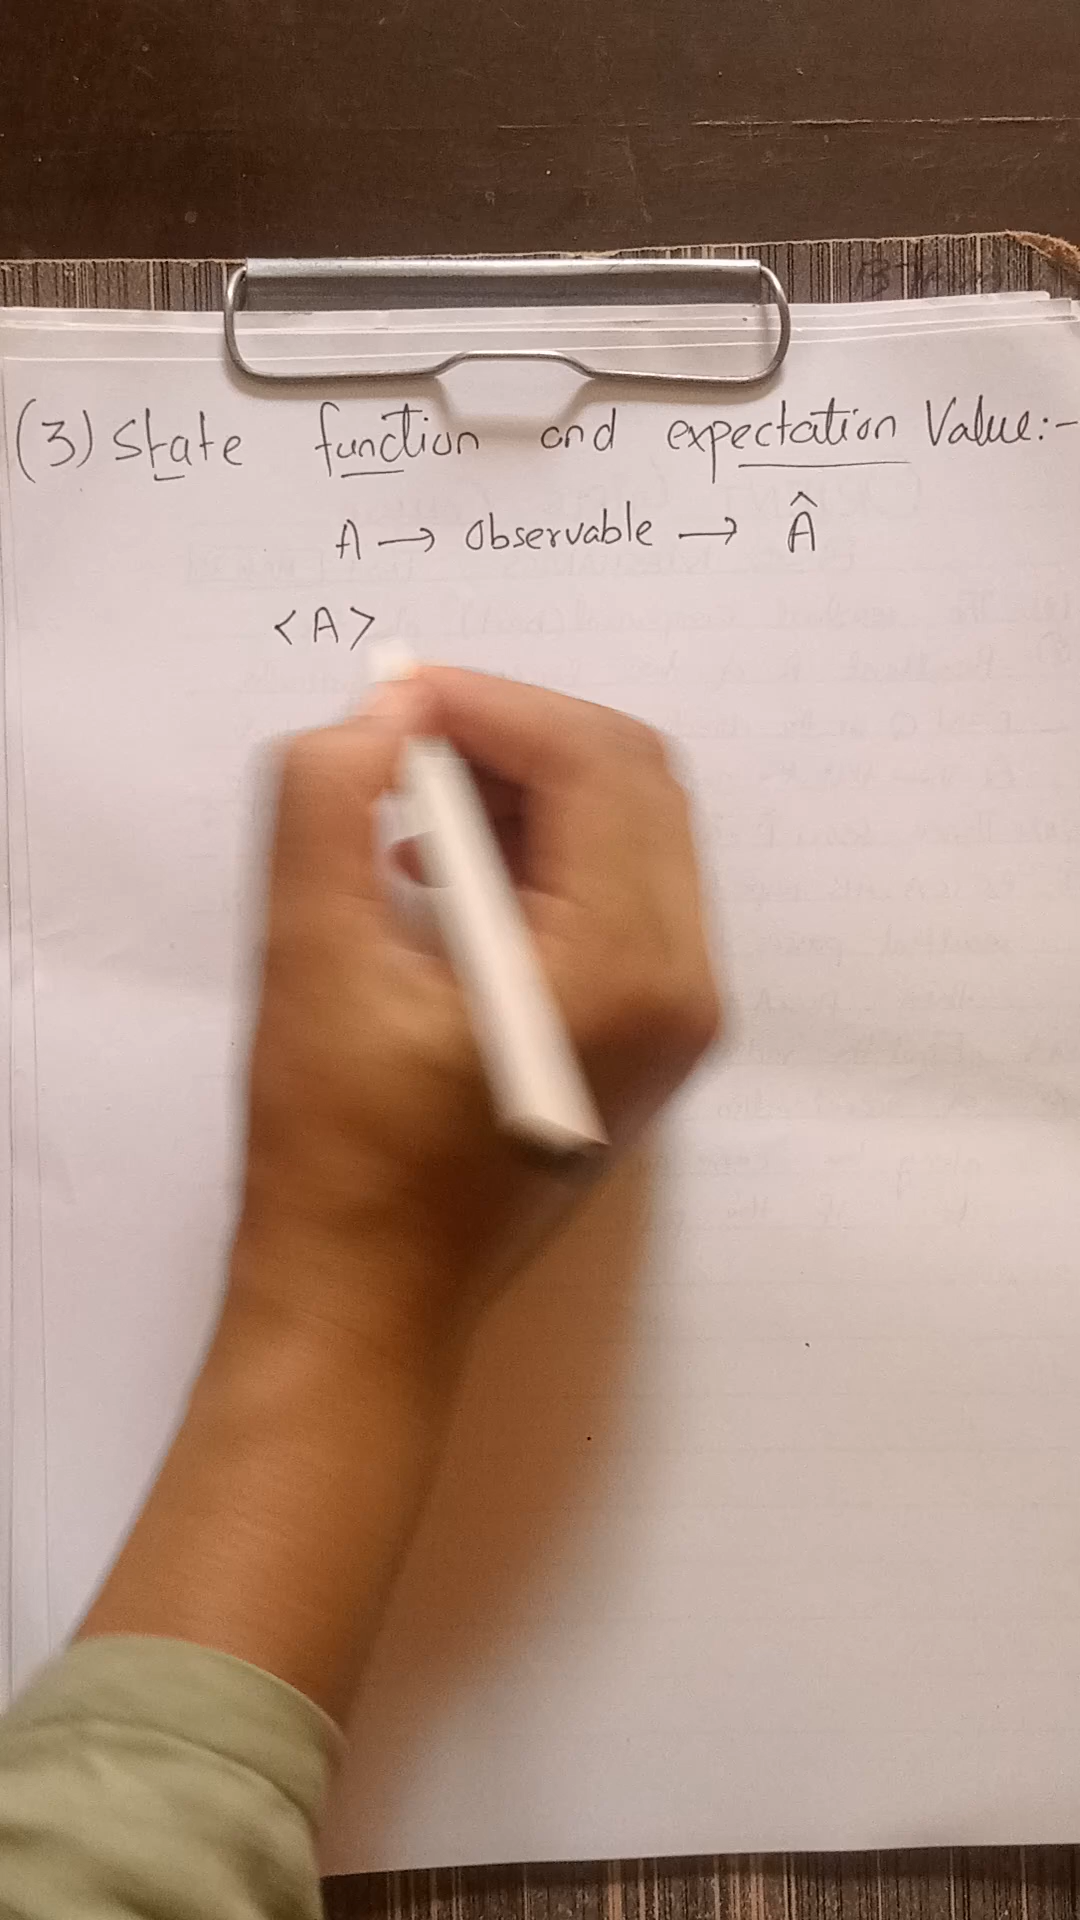 (3) State function and expectation Value:-
A → Observable → Â
<A>